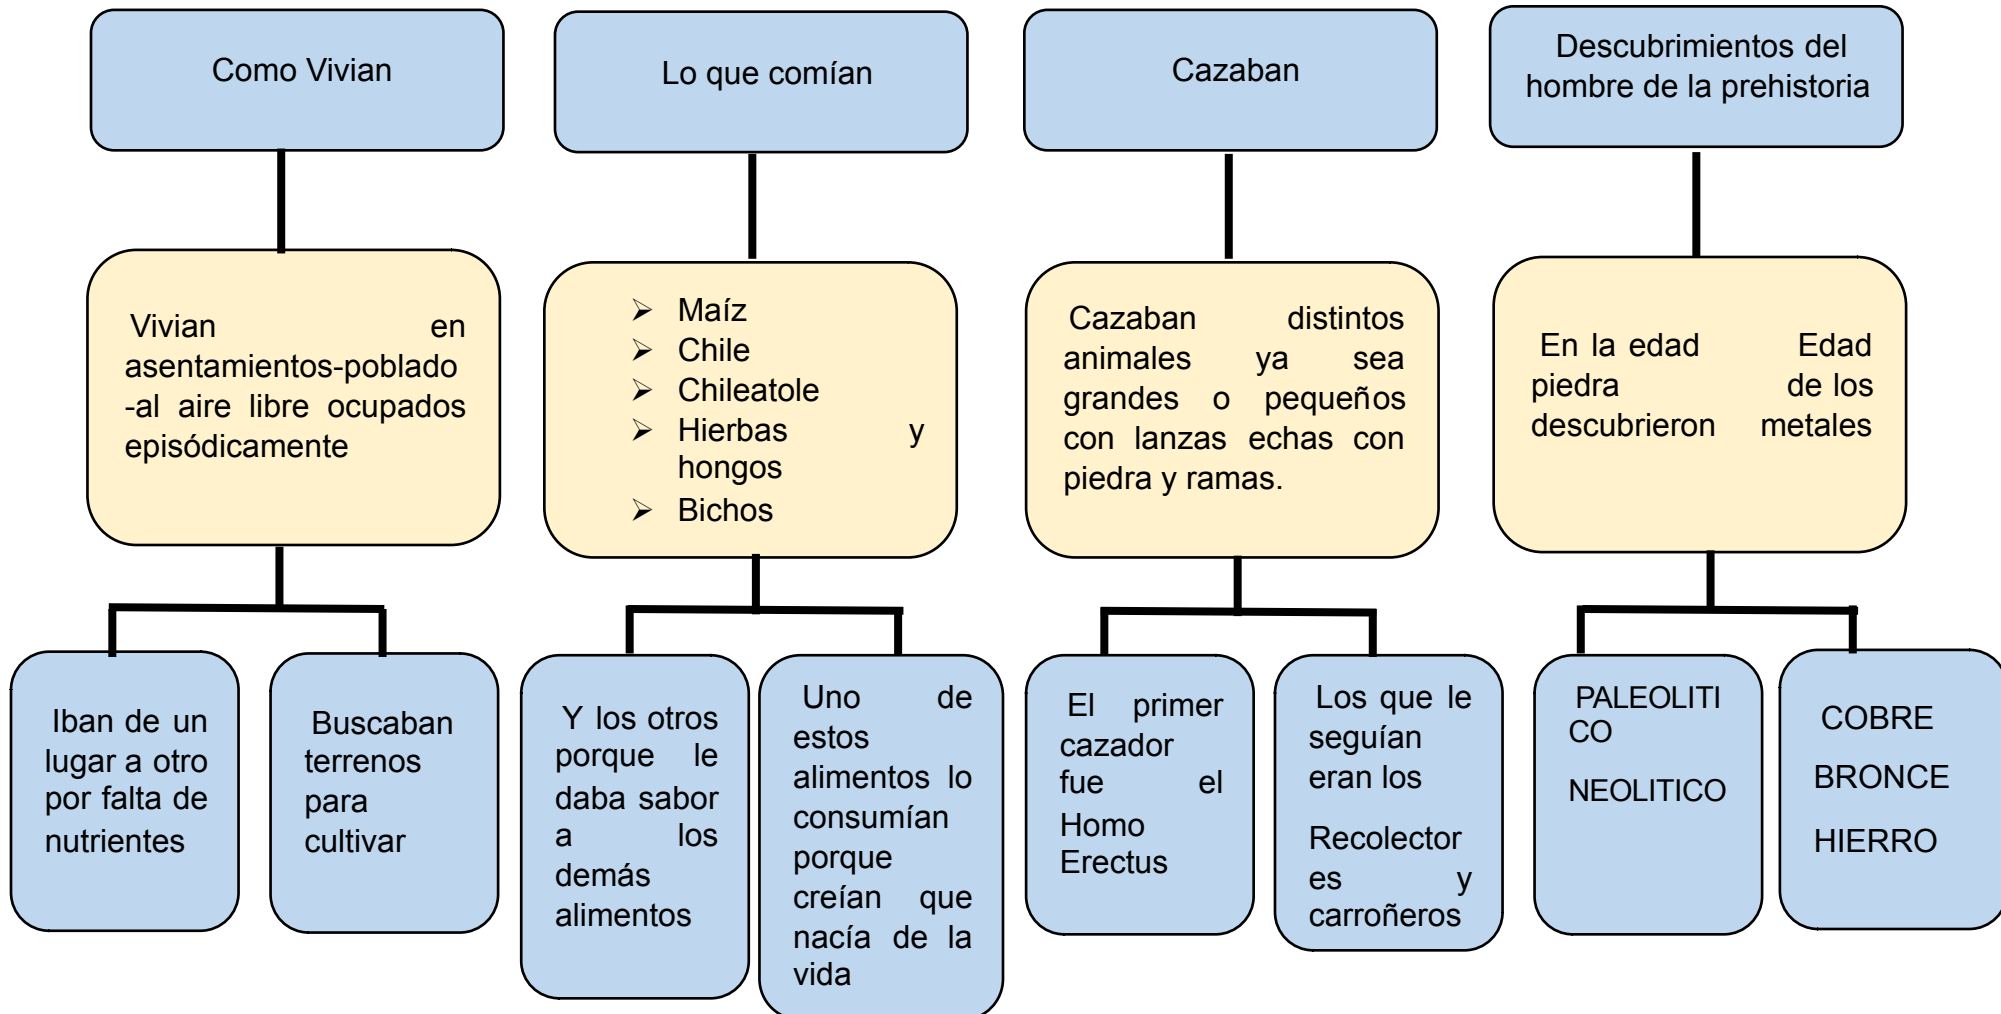 Como Vivian
Lo que comían
Cazaban
Descubrimientos del
hombre de la prehistoria
Vivian en
asentamientos-poblado
-al aire libre ocupados
episódicamente
➢ Maíz
➢ Chile
➢ Chileatole
➢ Hierbas y
hongos
➢ Bichos
Cazaban distintos
animales ya sea
grandes o pequeños
con lanzas echas con
piedra y ramas.
En la edad
piedra
descubrieron
Edad
de los
metales
Iban de un
lugar a otro
por falta de
nutrientes
Buscaban
terrenos
para
cultivar
Y los otros
porque le
daba sabor
a los
demás
alimentos
Uno de
estos
alimentos lo
consumían
porque
creían que
nacía de la
vida
El primer
cazador
fue el
Homo
Erectus
Los que le
seguían
eran los
Recolector
es y
carroñeros
PALEOLITI
CO
NEOLITICO
COBRE
BRONCE
HIERRO